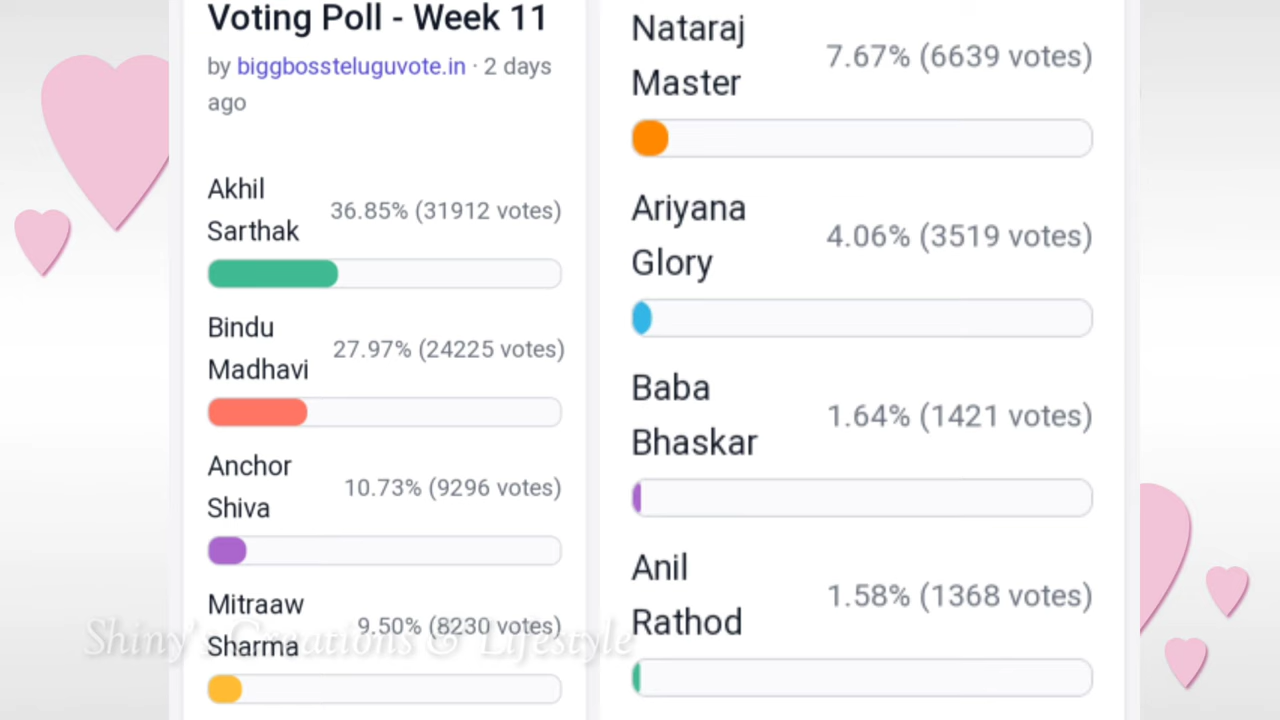 Voting Poll - Week 11
by biggbossteluguvote.in · 2 days
ago
Akhil
Sarthak
36.85% (31912 votes)
Bindu
Madhavi
27.97% (24225 votes)
Anchor
Shiva
10.73% (9296 votes)
Mitraaw
Sharma
9.50% (8230 votes)
Shiny's Creations & Lifestyle
Nataraj
Master
7.67% (6639 votes)
Ariyana
Glory
4.06% (3519 votes)
Baba
Bhaskar
1.64% (1421 votes)
Anil
Rathod
1.58% (1368 votes)